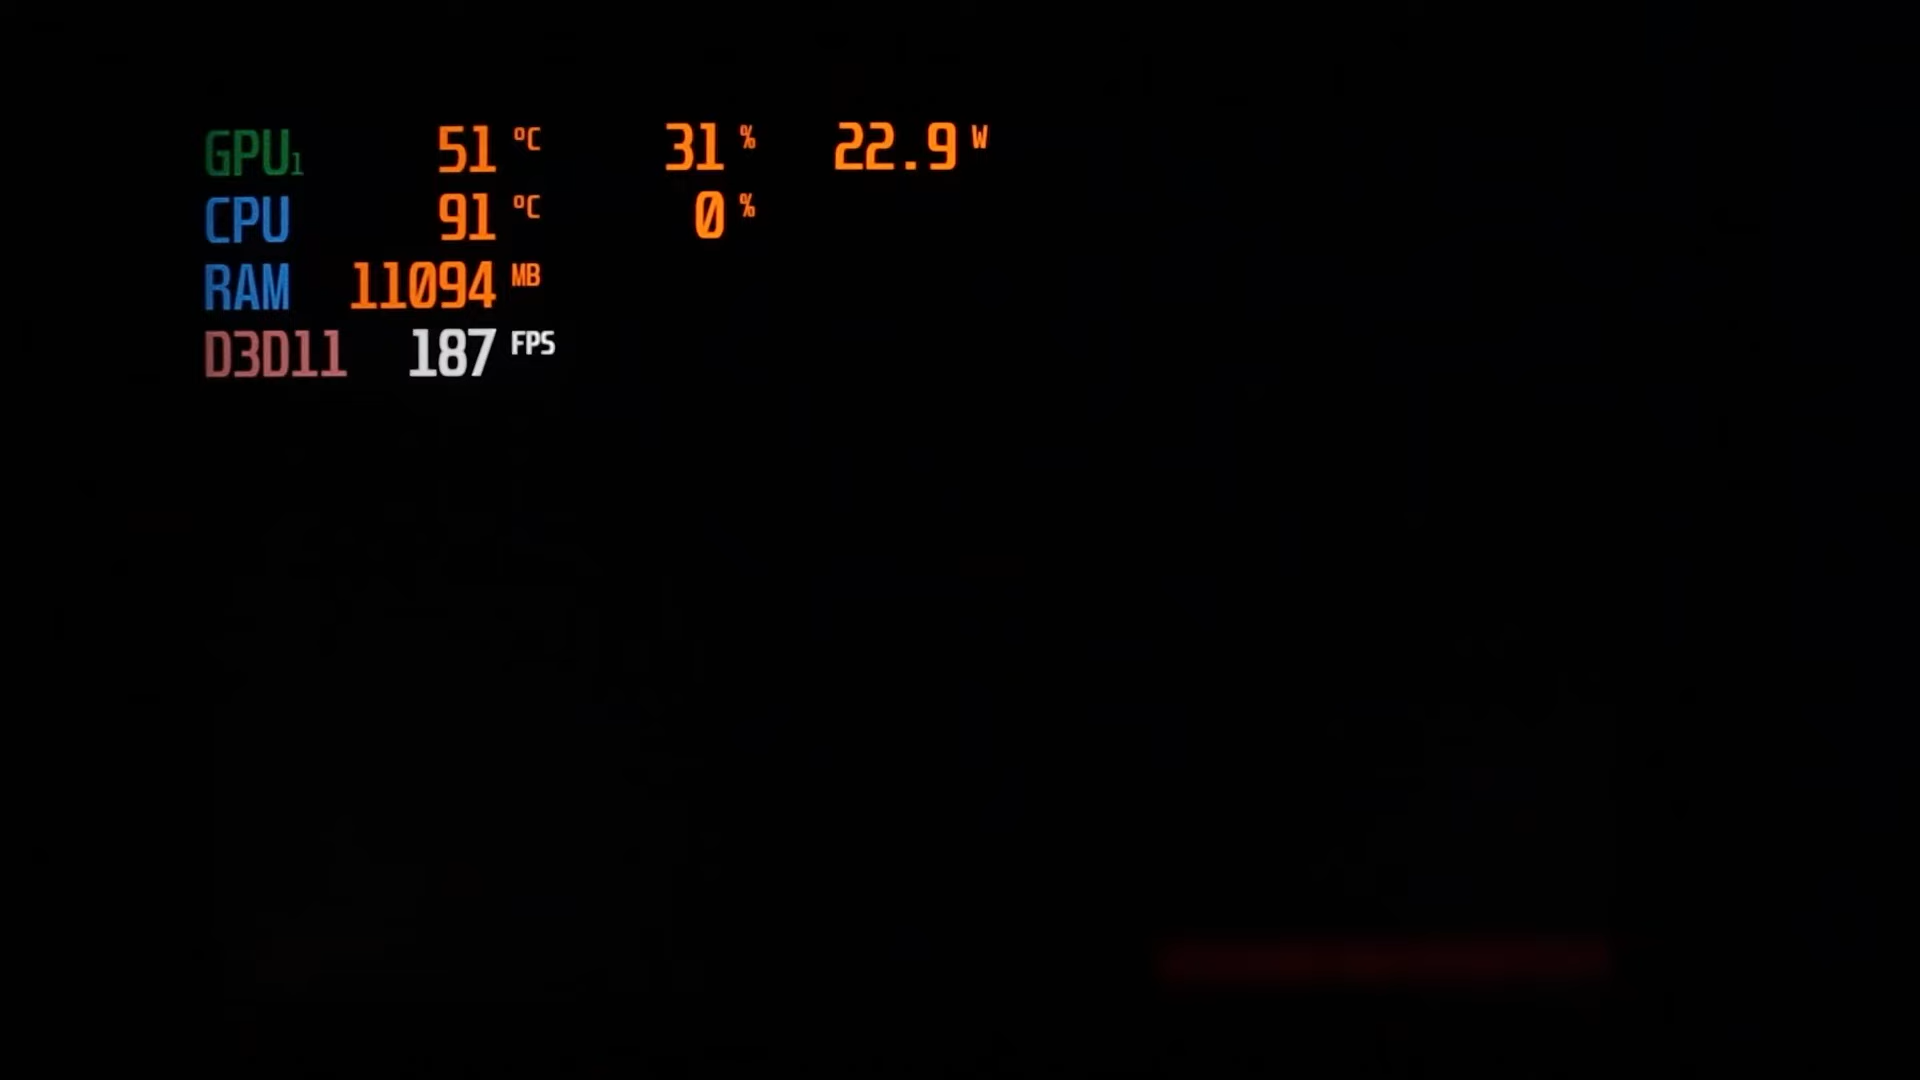 GPU1 51 °C 31 % 22.9 W
CPU 91 °C 0 %
RAM 11094 MB
D3D11 187 FPS